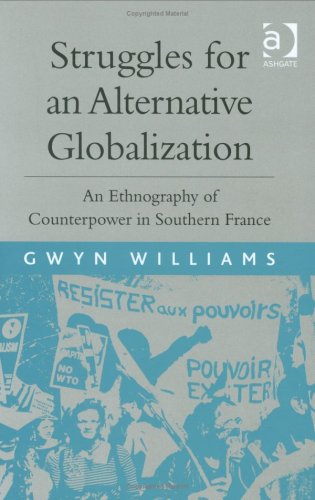 a
ASHGATE
Struggles for
an Alternative
Globalization
An Ethnography of
Counterpower in Southern France
GWYN WILLIAMS
RESISTER aux pouvoirs
POUVOIR
EXISTER
NO
WTO